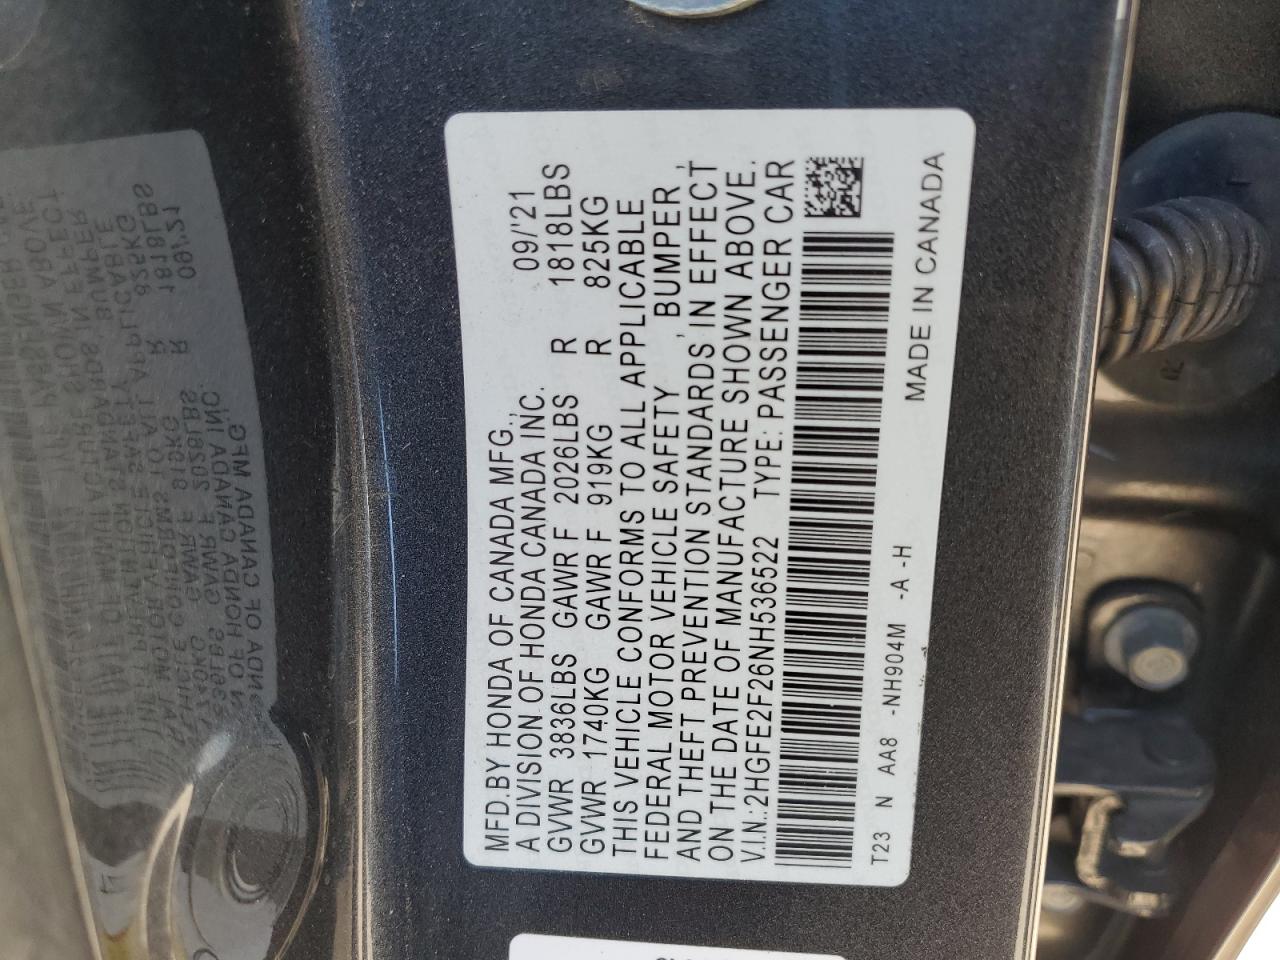 MFD.BY HONDA OF CANADA MFG., 09/'21
A DIVISION OF HONDA CANADA INC.
GVWR 3836LBS GAWR F 2026LBS R 1818LBS
GVWR 1740KG GAWR F 919KG R 825KG
THIS VEHICLE CONFORMS TO ALL APPLICABLE
FEDERAL MOTOR VEHICLE SAFETY , BUMPER ,
AND THEFT PREVENTION STANDARDS IN EFFECT
ON THE DATE OF MANUFACTURE SHOWN ABOVE.
V.I.N.:2HGFE2F26NH536522 TYPE: PASSENGER CAR
T23 N AA8 -NH904M -A -H MADE IN CANADA